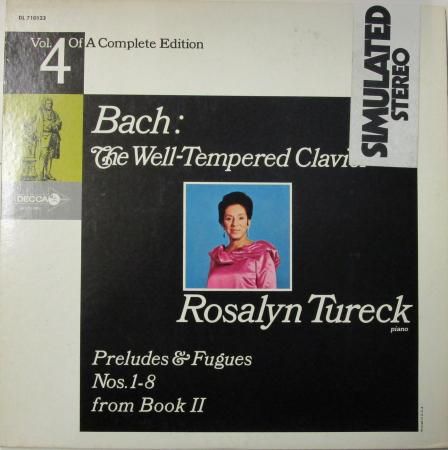 DL 710123
Vol. 4 Of A Complete Edition
SIMULATED
STEREO
Bach:
The Well-Tempered Clavier
DECCA
Rosalyn Tureck
piano
Preludes & Fugues
Nos. 1-8
from Book II